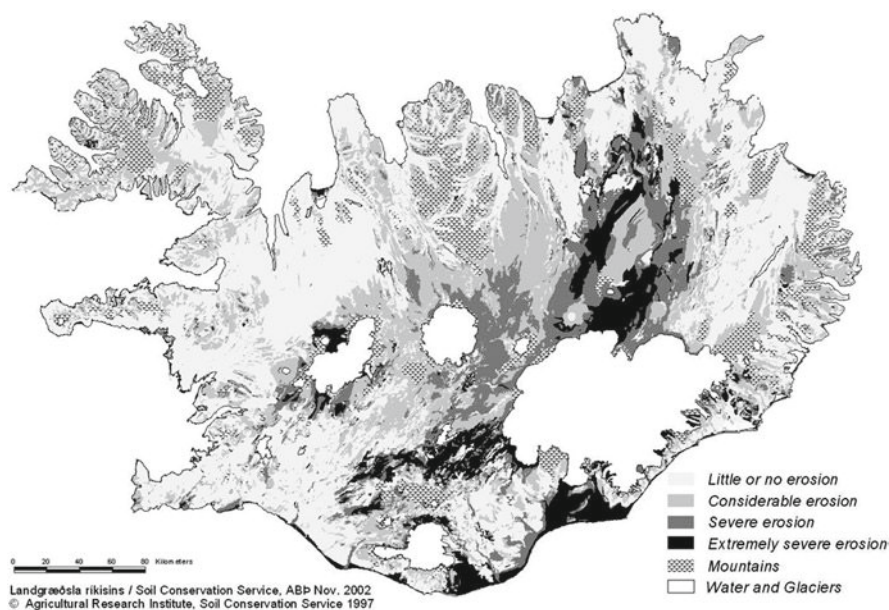 Little or no erosion
Considerable erosion
Severe erosion
Extremely severe erosion
Mountains
Water and Glaciers
0 20 40 60 80 Kilometers
Landgræðsla ríkisins / Soil Conservation Service, ABÞ Nov. 2002
© Agricultural Research Institute, Soil Conservation Service 1997